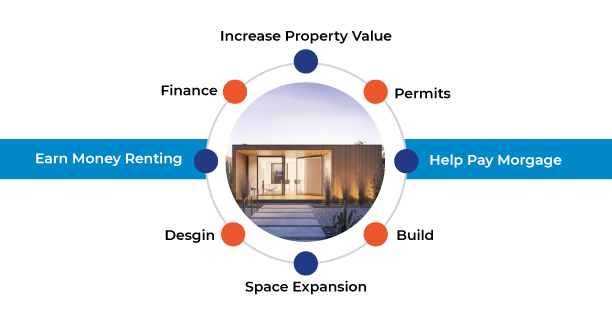 Increase Property Value
Finance
Permits
Earn Money Renting
Help Pay Morgage
Desgin
Build
Space Expansion